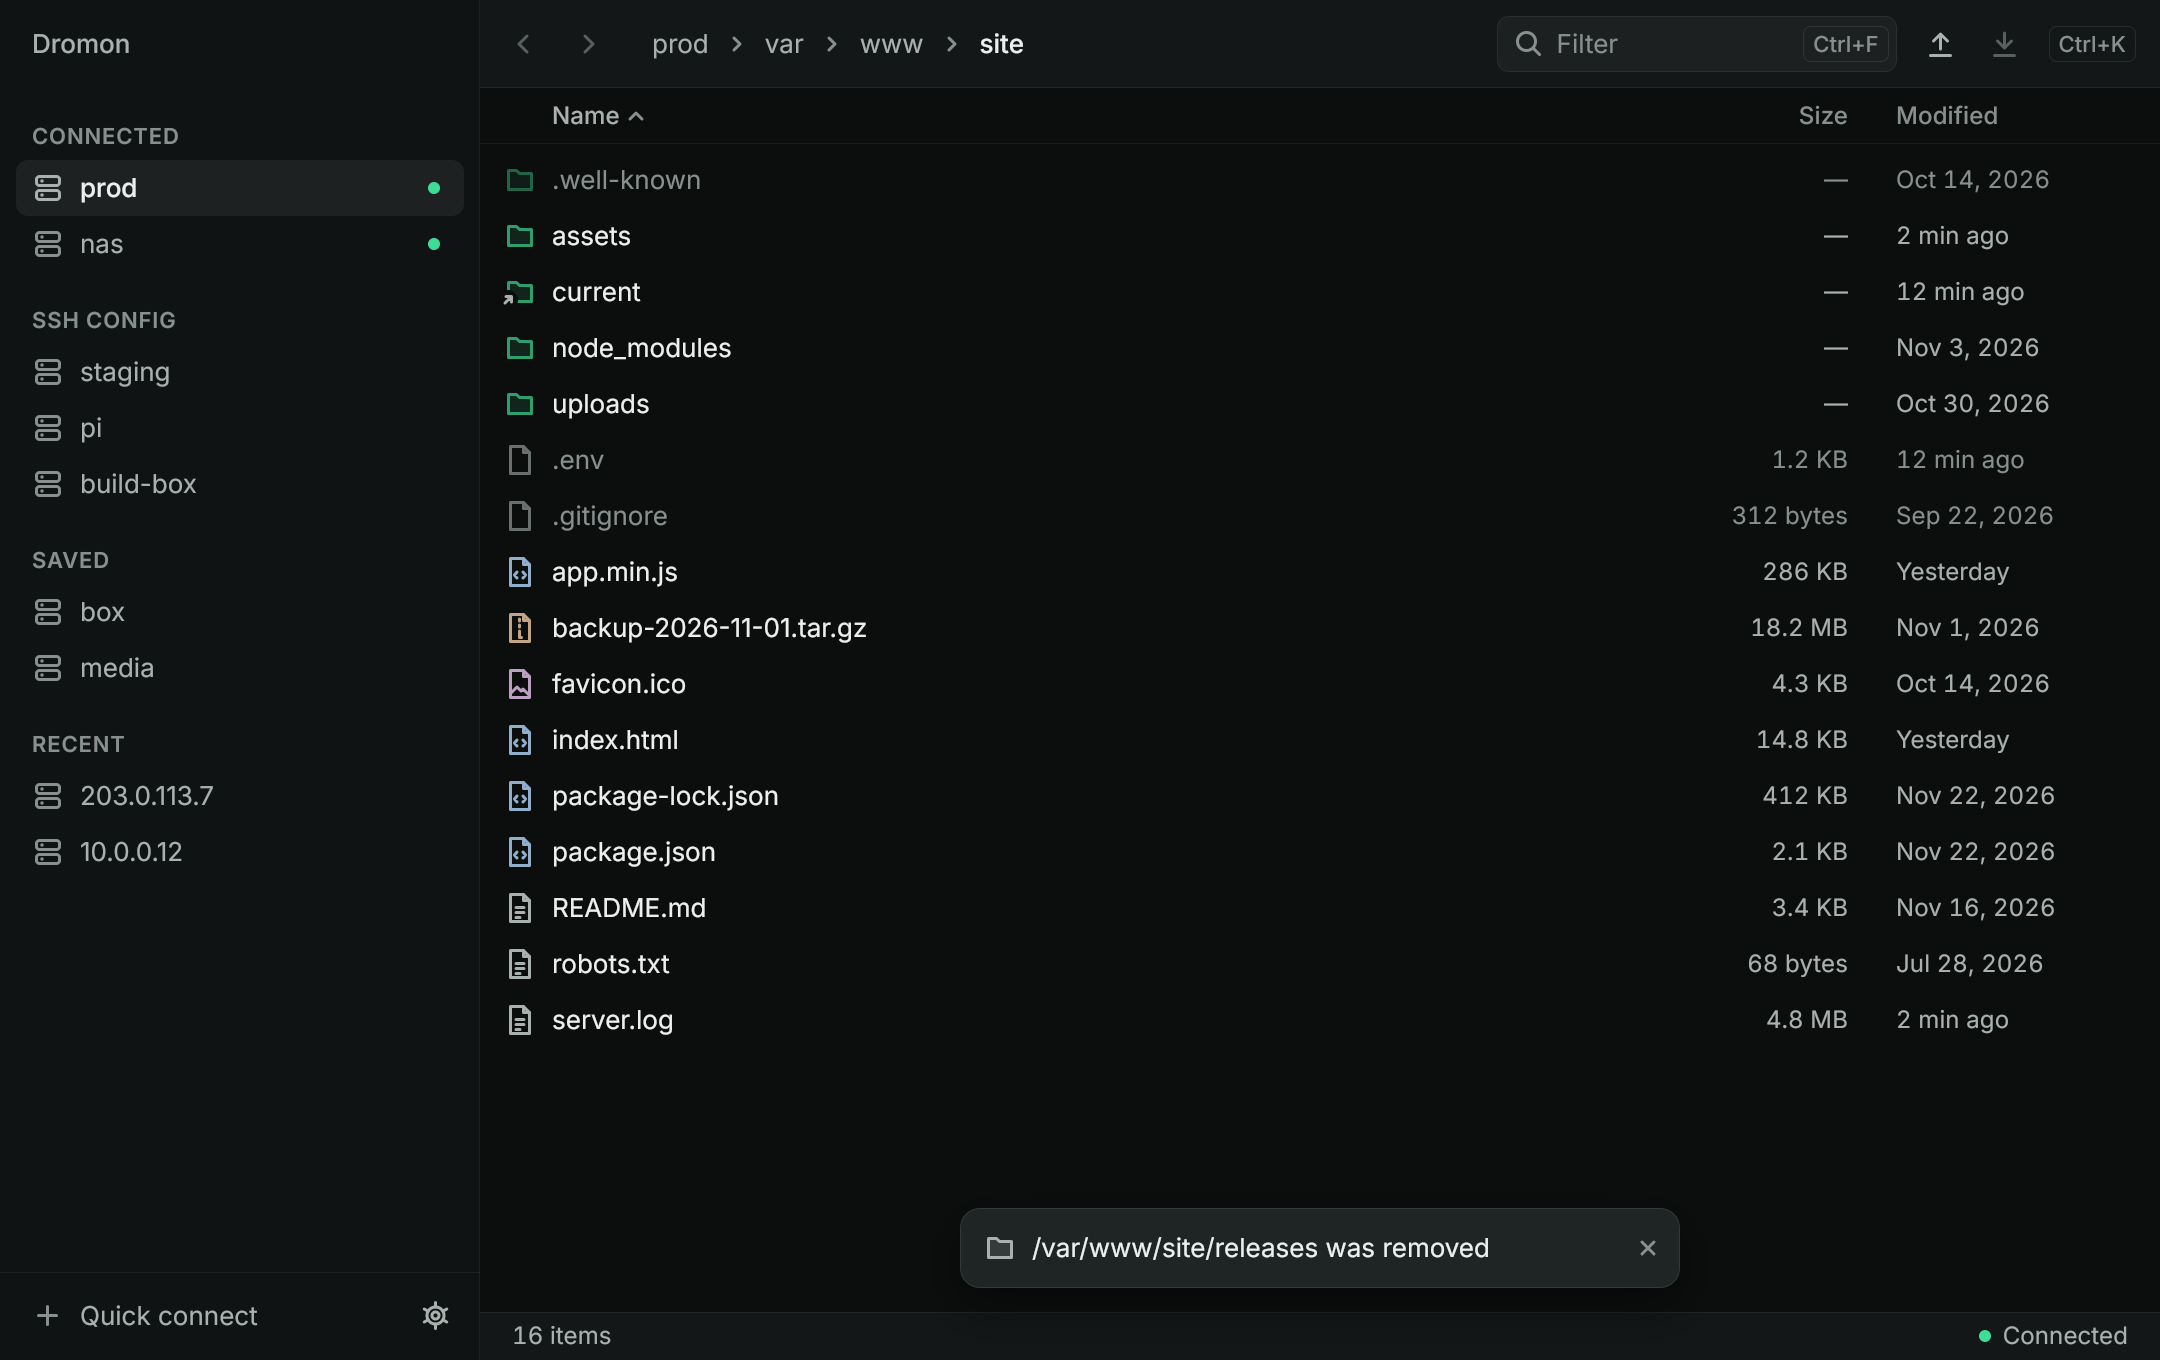 Dromon
CONNECTED
prod
nas
SSH CONFIG
staging
pi
build-box
SAVED
box
media
RECENT
203.0.113.7
10.0.0.12
Quick connect
prod > var > www > site
Filter Ctrl+F
Ctrl+K
Name Size Modified
.well-known — Oct 14, 2026
assets — 2 min ago
current — 12 min ago
node_modules — Nov 3, 2026
uploads — Oct 30, 2026
.env 1.2 KB 12 min ago
.gitignore 312 bytes Sep 22, 2026
app.min.js 286 KB Yesterday
backup-2026-11-01.tar.gz 18.2 MB Nov 1, 2026
favicon.ico 4.3 KB Oct 14, 2026
index.html 14.8 KB Yesterday
package-lock.json 412 KB Nov 22, 2026
package.json 2.1 KB Nov 22, 2026
README.md 3.4 KB Nov 16, 2026
robots.txt 68 bytes Jul 28, 2026
server.log 4.8 MB 2 min ago
/var/www/site/releases was removed
16 items
Connected